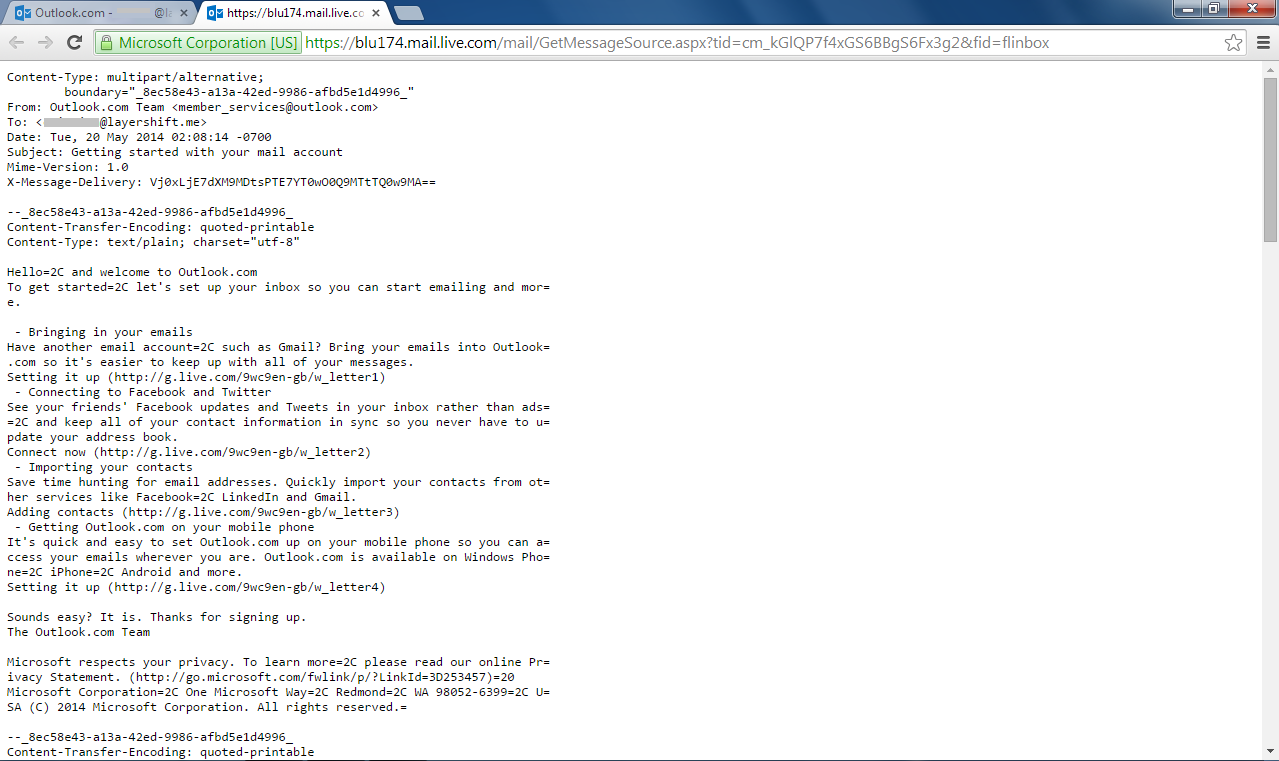 Outlook.com - @la
https://blu174.mail.live.co
Microsoft Corporation [US] https://blu174.mail.live.com/mail/GetMessageSource.aspx?tid=cm_kGlQP7f4xGS6BBgS6Fx3g2&fid=flinbox
Content-Type: multipart/alternative;
boundary="_8ec58e43-a13a-42ed-9986-afbd5e1d4996_"
From: Outlook.com Team <member_services@outlook.com>
To: < @layershift.me>
Date: Tue, 20 May 2014 02:08:14 -0700
Subject: Getting started with your mail account
Mime-Version: 1.0
X-Message-Delivery: Vj0xLjE7dXM9MDtsPTE7YT0wO0Q9MTtTQ0w9MA==
--_8ec58e43-a13a-42ed-9986-afbd5e1d4996_
Content-Transfer-Encoding: quoted-printable
Content-Type: text/plain; charset="utf-8"
Hello=2C and welcome to Outlook.com
To get started=2C let's set up your inbox so you can start emailing and mor=
e.
- Bringing in your emails
Have another email account=2C such as Gmail? Bring your emails into Outlook=
.com so it's easier to keep up with all of your messages.
Setting it up (http://g.live.com/9wc9en-gb/w_letter1)
- Connecting to Facebook and Twitter
See your friends' Facebook updates and Tweets in your inbox rather than ads=
=2C and keep all of your contact information in sync so you never have to u=
pdate your address book.
Connect now (http://g.live.com/9wc9en-gb/w_letter2)
- Importing your contacts
Save time hunting for email addresses. Quickly import your contacts from ot=
her services like Facebook=2C LinkedIn and Gmail.
Adding contacts (http://g.live.com/9wc9en-gb/w_letter3)
- Getting Outlook.com on your mobile phone
It's quick and easy to set Outlook.com up on your mobile phone so you can a=
ccess your emails wherever you are. Outlook.com is available on Windows Pho=
ne=2C iPhone=2C Android and more.
Setting it up (http://g.live.com/9wc9en-gb/w_letter4)
Sounds easy? It is. Thanks for signing up.
The Outlook.com Team
Microsoft respects your privacy. To learn more=2C please read our online Pr=
ivacy Statement. (http://go.microsoft.com/fwlink/p/?LinkId=3D253457)=20
Microsoft Corporation=2C One Microsoft Way=2C Redmond=2C WA 98052-6399=2C U=
SA (C) 2014 Microsoft Corporation. All rights reserved.=
--_8ec58e43-a13a-42ed-9986-afbd5e1d4996_
Content-Transfer-Encoding: quoted-printable